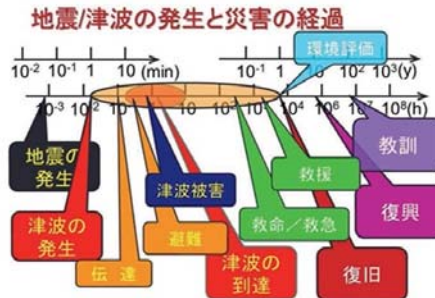 地震/津波の発生と災害の経過
環境評価
10-2 10-1 1 10 (min) 10-1 1 10 102 103(y)
10-3 10-2 1 10 102 104 106 108(h)
地震の
発生
津波の
発生
伝 達
避難
津波被害
津波の
到達
救命/救急
救援
復旧
復興
教訓